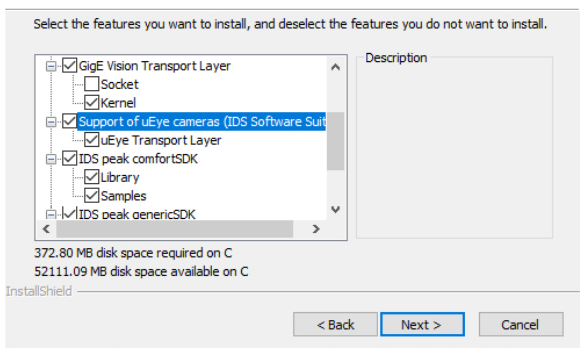 Select the features you want to install, and deselect the features you do not want to install.
Description
GigE Vision Transport Layer
Socket
Kernel
Support of uEye cameras (IDS Software Suit
uEye Transport Layer
IDS peak comfortSDK
Library
Samples
IDS peak genericSDK
372.80 MB disk space required on C
52111.09 MB disk space available on C
InstallShield
< Back
Next >
Cancel